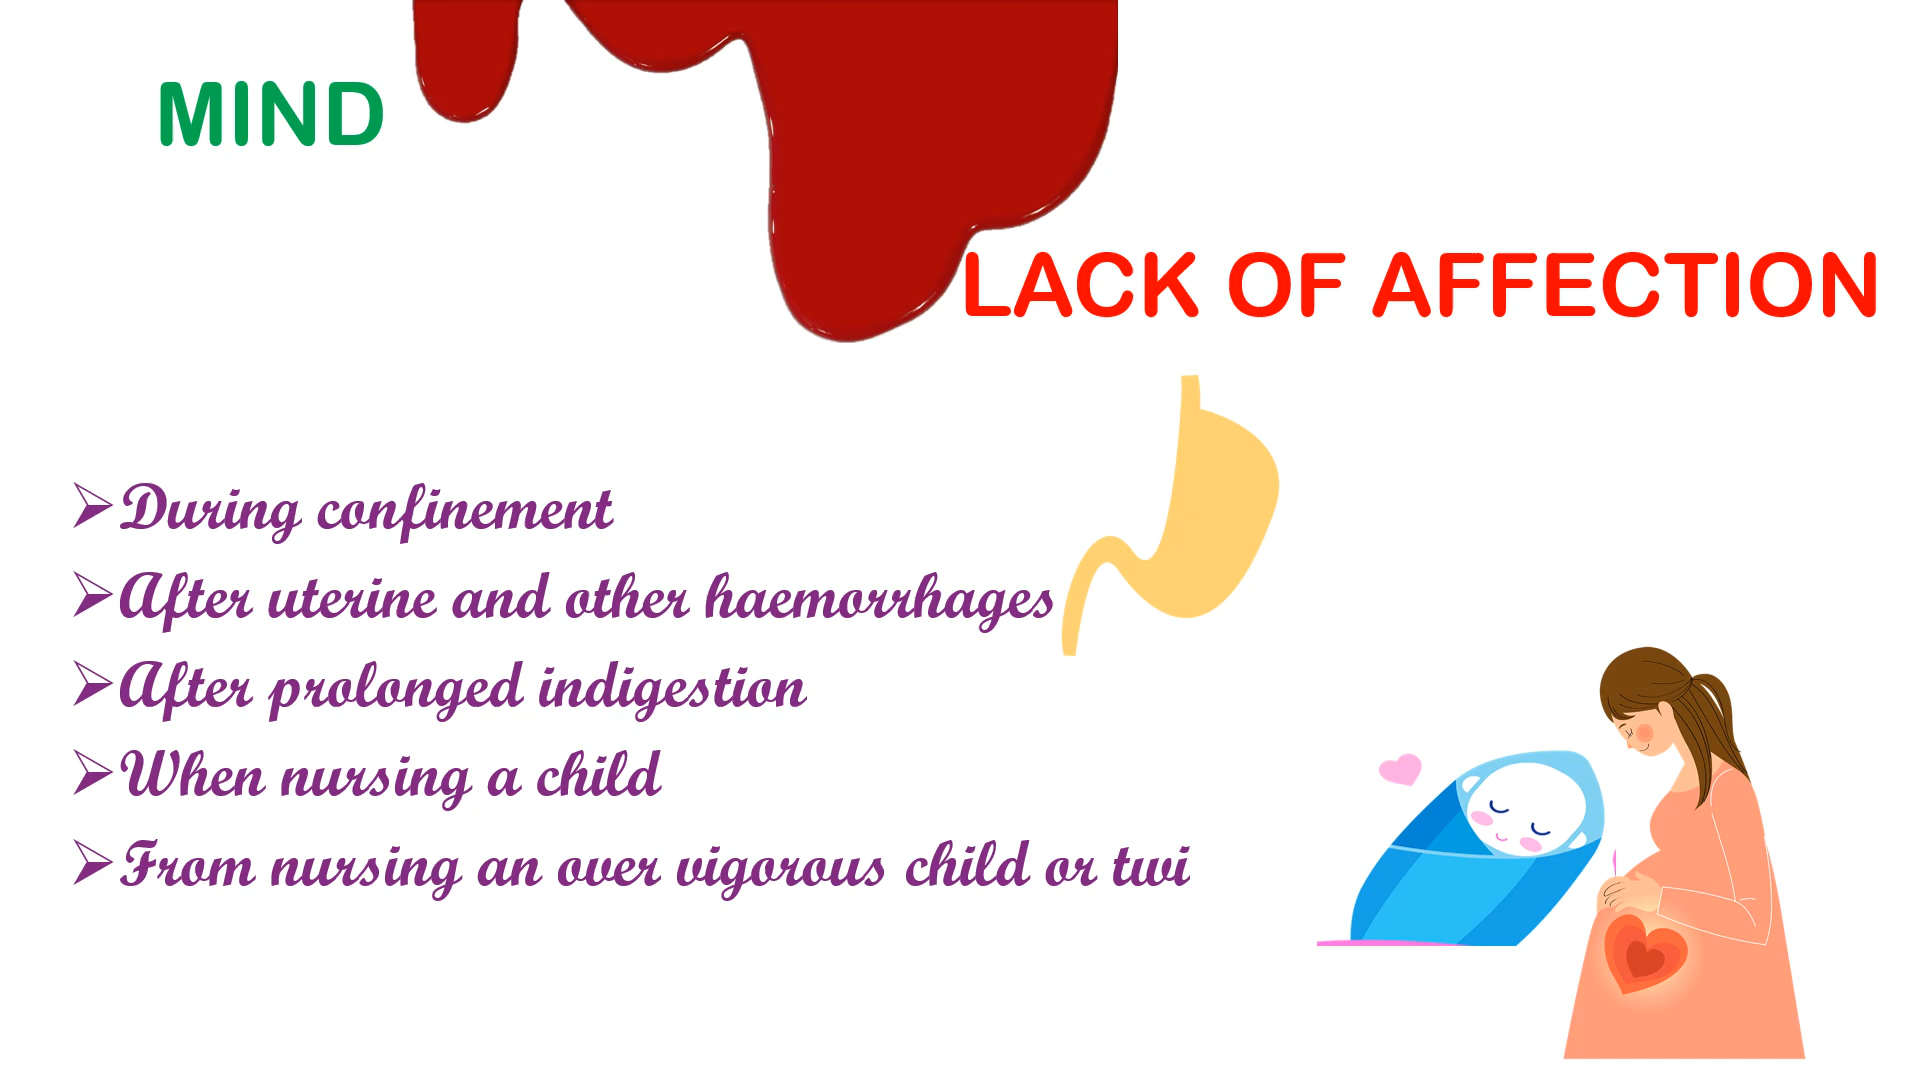 MIND
LACK OF AFFECTION
During confinement
After uterine and other haemorrhages
After prolonged indigestion
When nursing a child
From nursing an over vigorous child or twi